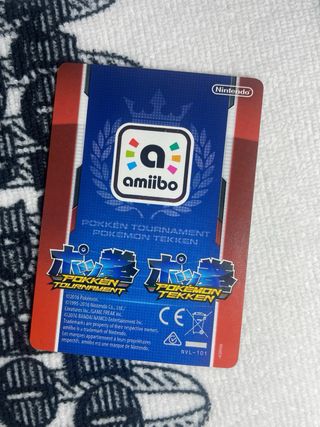 Nintendo
a
amiibo
POKKÉN TOURNAMENT
POKÉMON TEKKEN
ポッ拳 ポッ拳
POKKÉN POKÉMON
TOURNAMENT TEKKEN
©2016 Pokémon.
©1995-2016 Nintendo Co., Ltd./
Creatures Inc./GAME FREAK inc.
©2016 BANDAI NAMCO Entertainment Inc.
Trademarks are property of their respective owners.
amiibo is a trademark of Nintendo.
Les marques appartiennent à leurs propriétaires
respectifs. amiibo est une marque de Nintendo.
CE
NVL-101